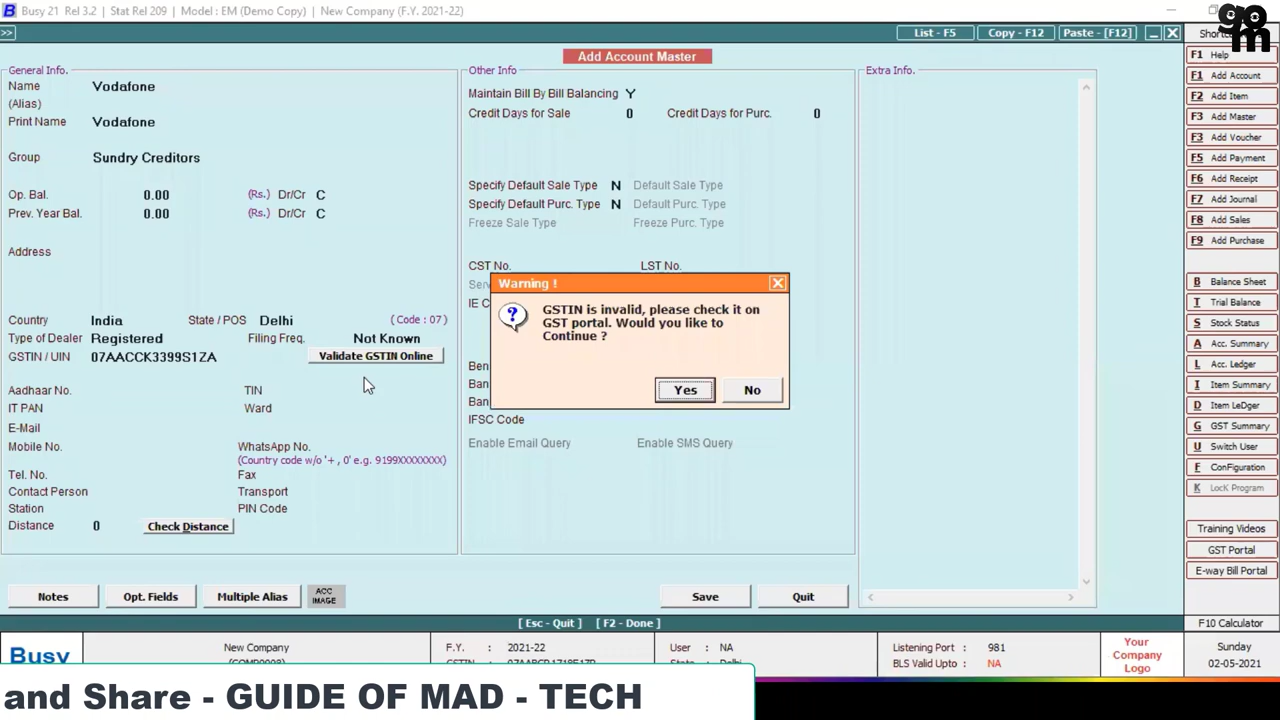 Busy 21 Rel 3.2 | Stat Rel 209 | Model : EM (Demo Copy) | New Company (F.Y. 2021-22)
gom
>> List - F5 Copy - F12 Paste - [F12]
Add Account Master
General Info.
Name Vodafone
(Alias)
Print Name Vodafone
Group Sundry Creditors
Op. Bal. 0.00 (Rs.) Dr/Cr C
Prev. Year Bal. 0.00 (Rs.) Dr/Cr C
Address
Country India State / POS Delhi (Code : 07)
Type of Dealer Registered Filing Freq. Not Known
GSTIN / UIN 07AACCK3399S1ZA Validate GSTIN Online
Aadhaar No. TIN
IT PAN Ward
E-Mail
Mobile No. WhatsApp No.
(Country code w/o '+ , 0' e.g. 9199XXXXXXXX)
Tel. No. Fax
Contact Person Transport
Station PIN Code
Distance 0 Check Distance
Other Info
Maintain Bill By Bill Balancing Y
Credit Days for Sale 0 Credit Days for Purc. 0
Specify Default Sale Type N Default Sale Type
Specify Default Purc. Type N Default Purc. Type
Freeze Sale Type Freeze Purc. Type
CST No. LST No.
Serv
IE C
Ben
Ban
Ban
IFSC Code
Enable Email Query Enable SMS Query
Warning !
GSTIN is invalid, please check it on
GST portal. Would you like to
Continue ?
Yes No
Extra Info.
Notes Opt. Fields Multiple Alias ACC
IMAGE
Save Quit
[ Esc - Quit ] [ F2 - Done ]
F1 Help
F1 Add Account
F2 Add Item
F3 Add Master
F3 Add Voucher
F5 Add Payment
F6 Add Receipt
F7 Add Journal
F8 Add Sales
F9 Add Purchase
B Balance Sheet
T Trial Balance
S Stock Status
A Acc. Summary
L Acc. Ledger
I Item Summary
D Item LeDger
G GST Summary
U Switch User
F ConFiguration
K LocK Program
Training Videos
GST Portal
E-way Bill Portal
F10 Calculator
Busy
New Company
F.Y. : 2021-22
User : NA
Listening Port : 981
BLS Valid Upto : NA
Your
Company
Logo
Sunday
02-05-2021
and Share - GUIDE OF MAD - TECH